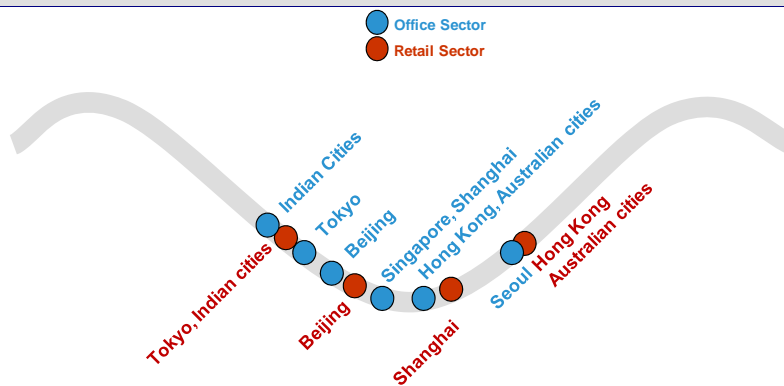 Office Sector
Retail Sector
Indian Cities
Tokyo
Beijing
Singapore, Shanghai
Hong Kong, Australian cities
Tokyo, Indian cities
Beijing
Shanghai
Seoul
Hong Kong
Australian cities